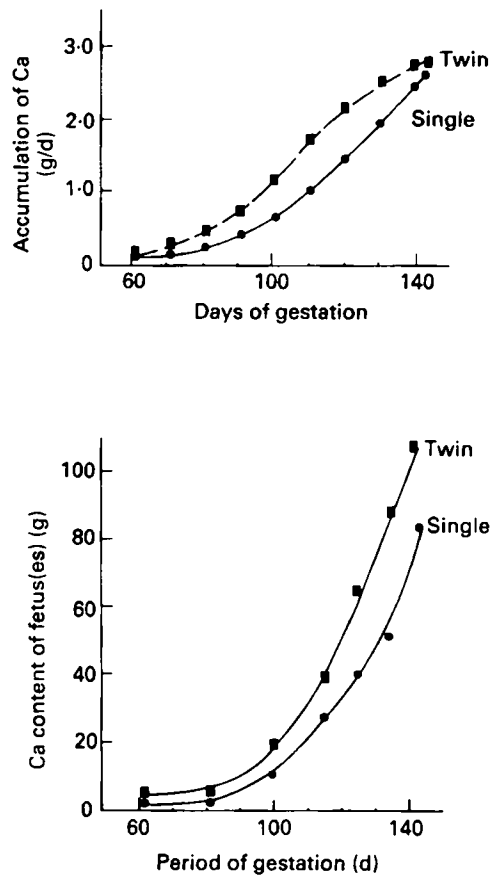 Accumulation of Ca
(g/d)
3·0
2·0
1·0
0
Twin
Single
60
100
140
Days of gestation
Ca content of fetus(es) (g)
100
80
60
40
20
0
Twin
Single
60
100
140
Period of gestation (d)